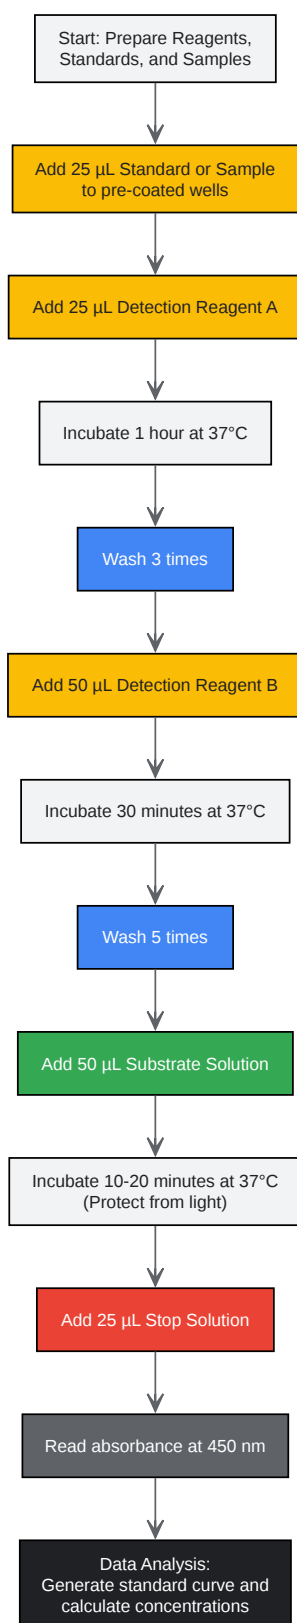 Start: Prepare Reagents,
Standards, and Samples
Add 25 µL Standard or Sample
to pre-coated wells
Add 25 µL Detection Reagent A
Incubate 1 hour at 37°C
Wash 3 times
Add 50 µL Detection Reagent B
Incubate 30 minutes at 37°C
Wash 5 times
Add 50 µL Substrate Solution
Incubate 10-20 minutes at 37°C
(Protect from light)
Add 25 µL Stop Solution
Read absorbance at 450 nm
Data Analysis:
Generate standard curve and
calculate concentrations